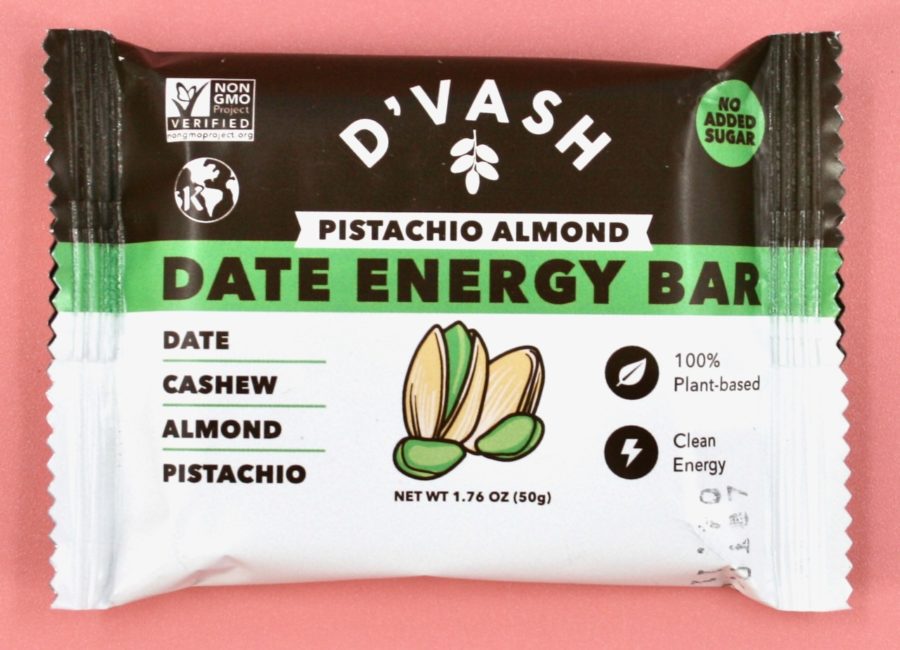 NON
GMO
Project
VERIFIED
nongmoproject.org
K
D'VASH
NO
ADDED
SUGAR
PISTACHIO ALMOND
DATE ENERGY BAR
DATE
CASHEW
ALMOND
PISTACHIO
NET WT 1.76 OZ (50g)
100%
Plant-based
Clean
Energy